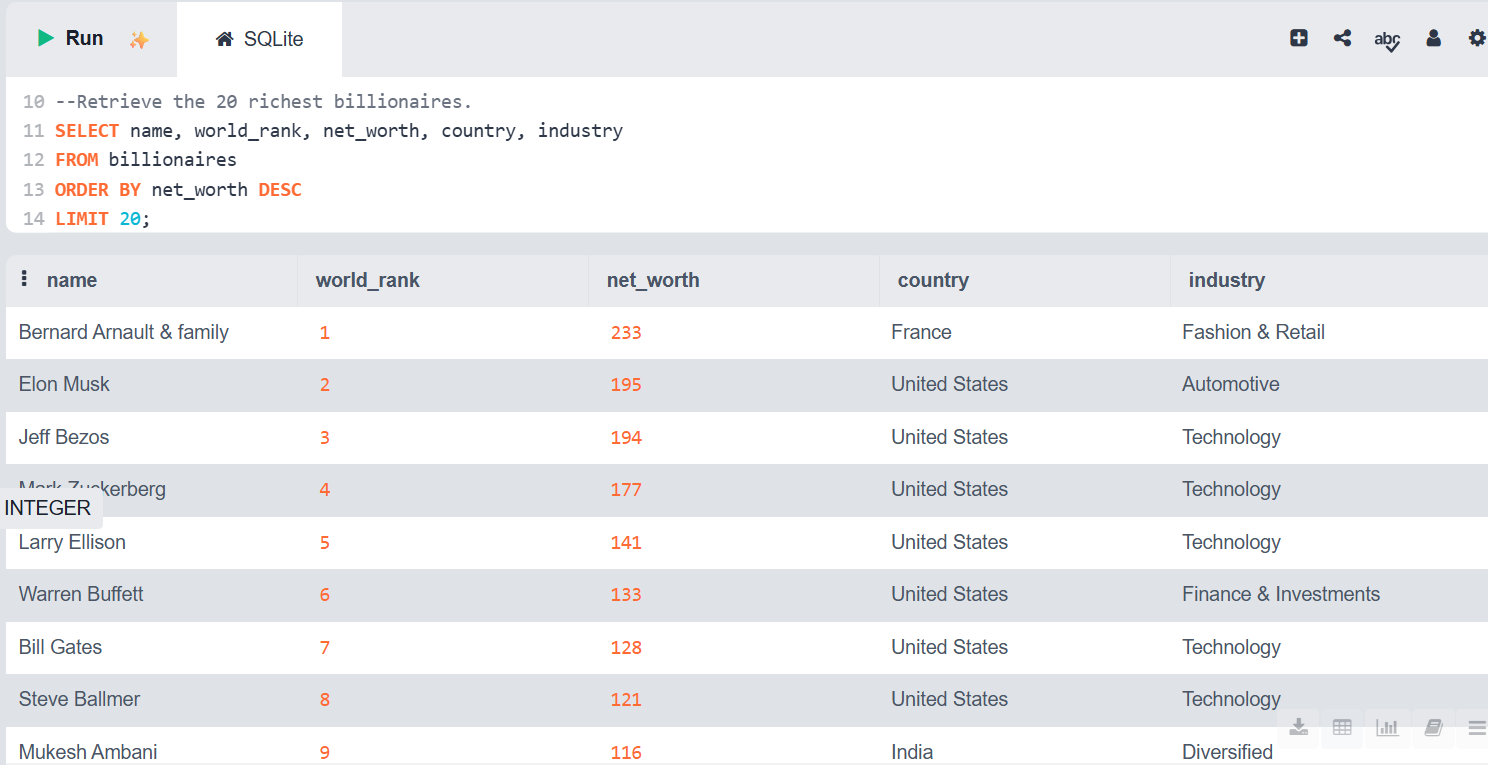 Run SQLite abc
10 --Retrieve the 20 richest billionaires.
11 SELECT name, world_rank, net_worth, country, industry
12 FROM billionaires
13 ORDER BY net_worth DESC
14 LIMIT 20;
name world_rank net_worth country industry
Bernard Arnault & family 1 233 France Fashion & Retail
Elon Musk 2 195 United States Automotive
Jeff Bezos 3 194 United States Technology
Mark Zuckerberg 4 177 United States Technology
INTEGER
Larry Ellison 5 141 United States Technology
Warren Buffett 6 133 United States Finance & Investments
Bill Gates 7 128 United States Technology
Steve Ballmer 8 121 United States Technology
Mukesh Ambani 9 116 India Diversified